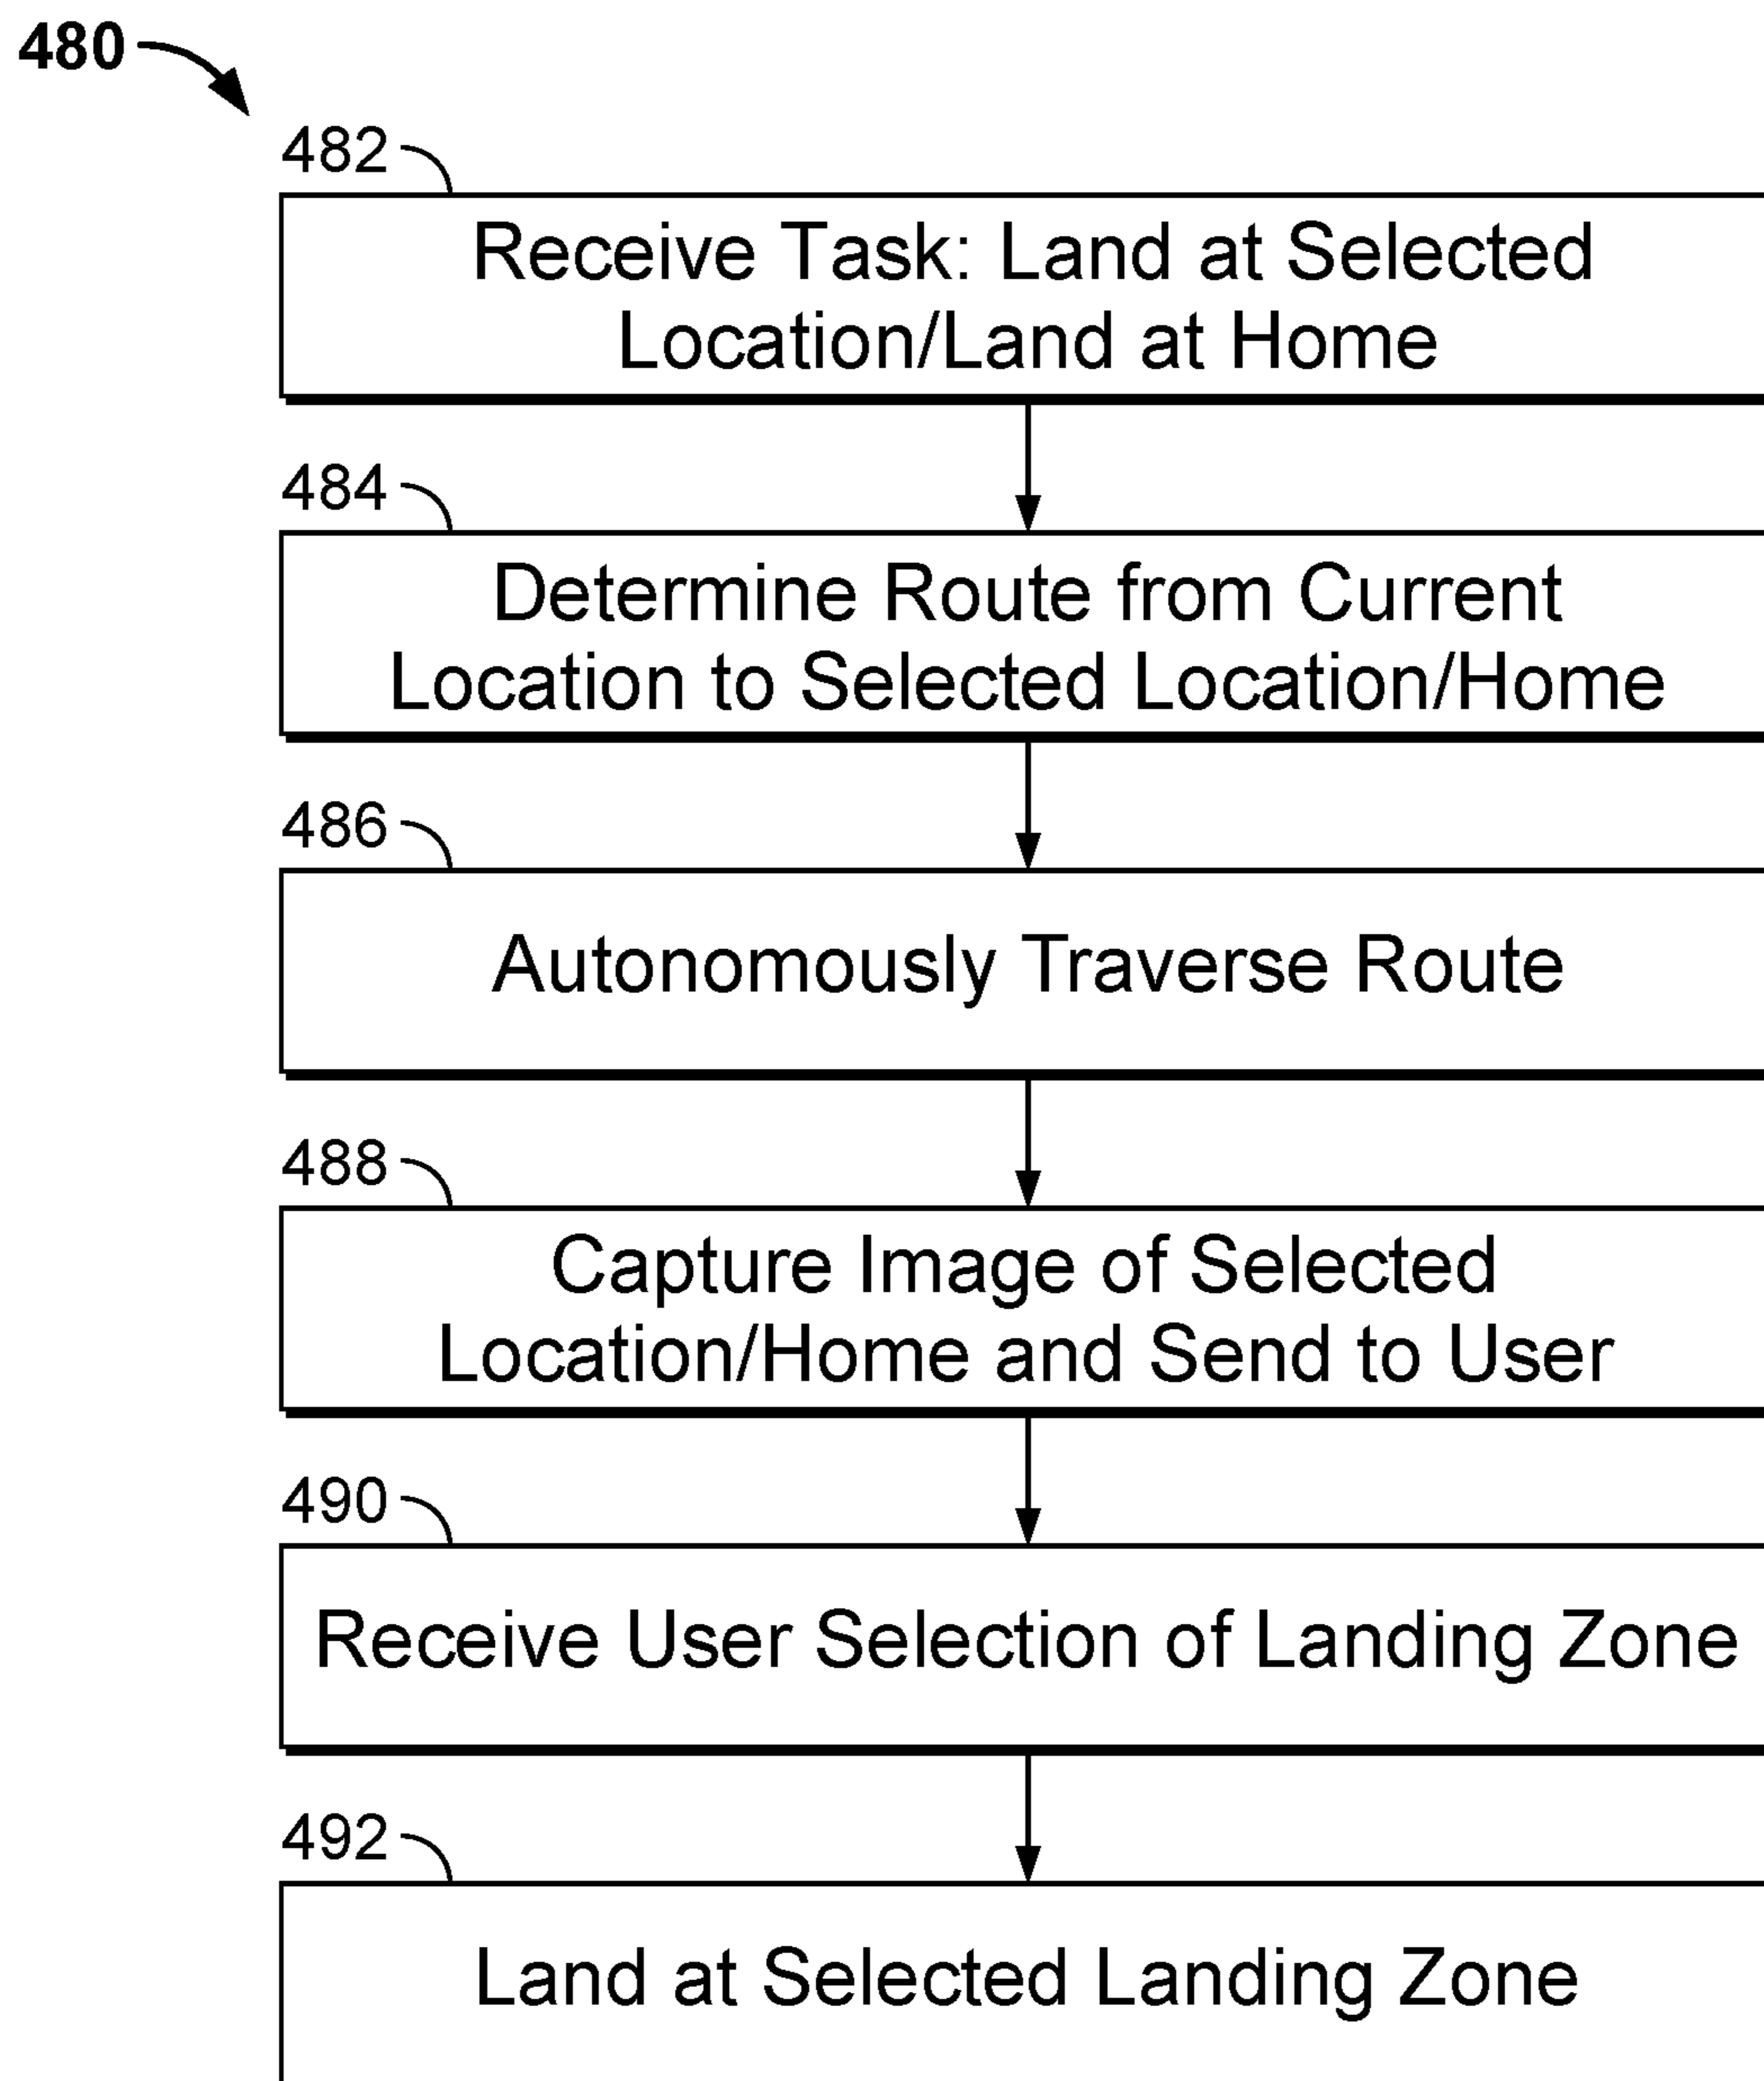 480
482
Receive Task: Land at Selected
Location/Land at Home
484
Determine Route from Current
Location to Selected Location/Home
486
Autonomously Traverse Route
488
Capture Image of Selected
Location/Home and Send to User
490
Receive User Selection of Landing Zone
492
Land at Selected Landing Zone